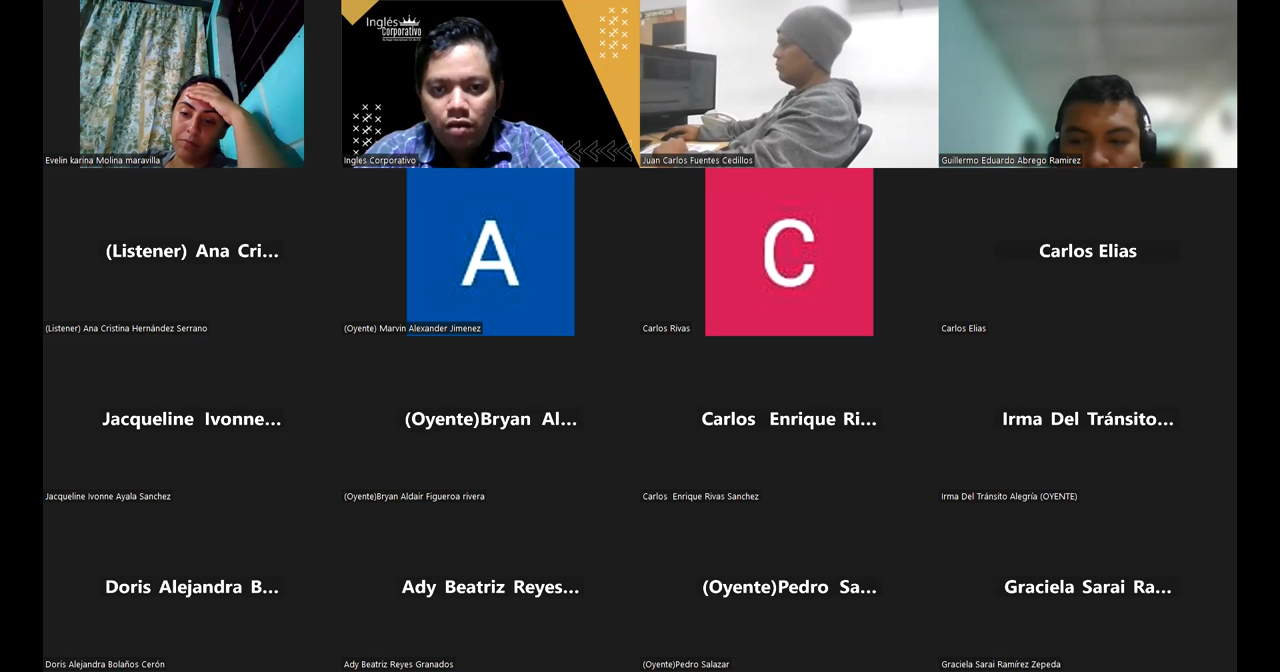 Inglés
Corporativo
Evelin karina Molina maravilla
Ingles Corporativo
Juan Carlos Fuentes Cedillos
Guillermo Eduardo Abrego Ramirez
(Listener) Ana Cri...
A
C
Carlos Elias
(Listener) Ana Cristina Hernández Serrano
(Oyente) Marvin Alexander Jimenez
Carlos Rivas
Carlos Elias
Jacqueline Ivonne...
(Oyente)Bryan Al...
Carlos Enrique Ri...
Irma Del Tránsito...
Jacqueline Ivonne Ayala Sanchez
(Oyente)Bryan Aldair Figueroa rivera
Carlos Enrique Rivas Sanchez
Irma Del Tránsito Alegría (OYENTE)
Doris Alejandra B...
Ady Beatriz Reyes...
(Oyente)Pedro Sa...
Graciela Sarai Ra...
Doris Alejandra Bolaños Cerón
Ady Beatriz Reyes Granados
(Oyente)Pedro Salazar
Graciela Sarai Ramírez Zepeda